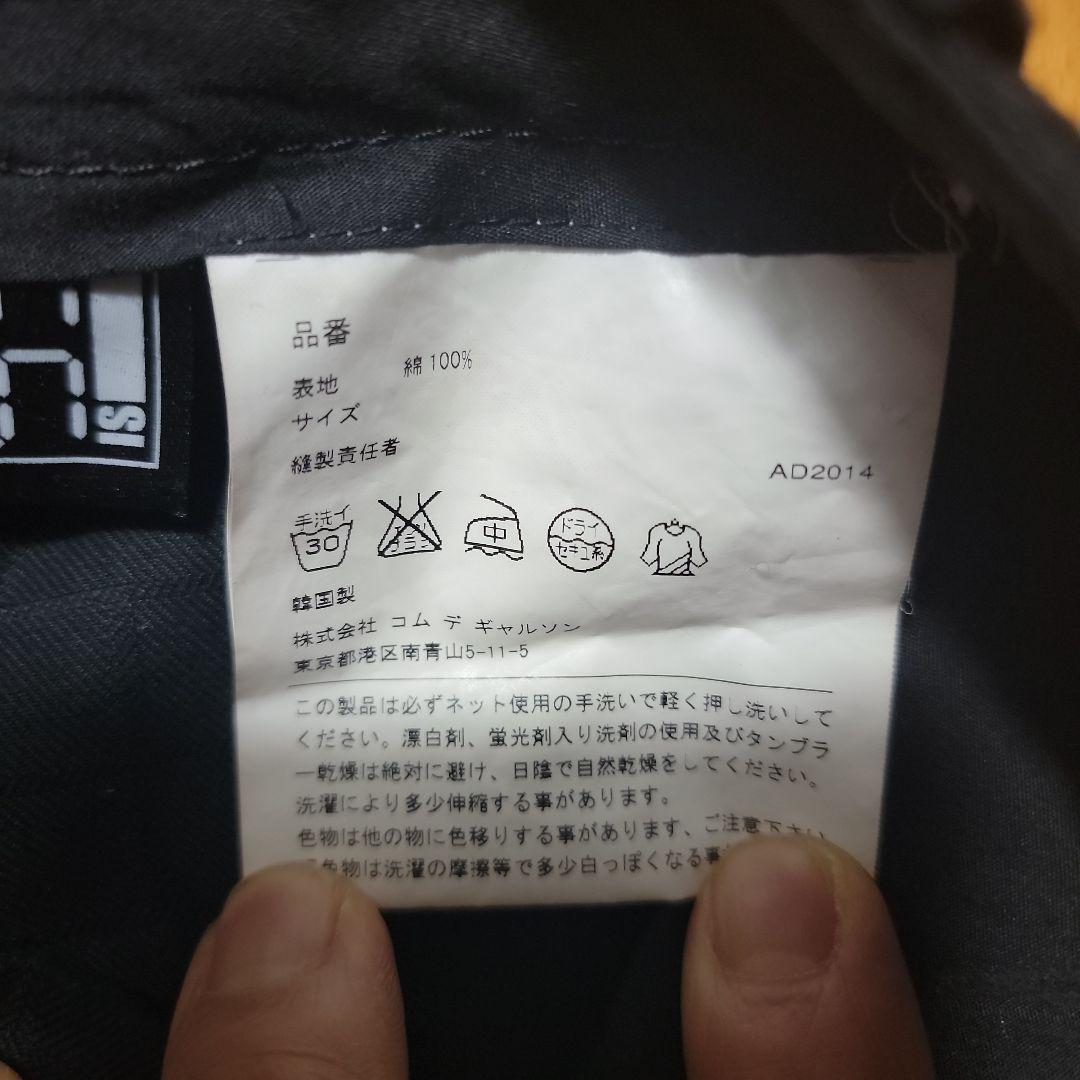 品番
綿100%
表地
サイズ
縫製責任者
AD2014
手洗イ
30
中
ドライ
セキユ系
韓国製
株式会社 コム デ ギャルソン
東京都港区南青山5-11-5
この製品は必ずネット使用の手洗いで軽く押し洗いして
ください。漂白剤、蛍光剤入り洗剤の使用及びタンブラ
ー乾燥は絶対に避け、日陰で自然乾燥をしてください。
洗濯により多少伸縮する事があります。
色物は他の物に色移りする事があります、ご注意下さい
色物は洗濯の摩擦等で多少白っぽくなる事